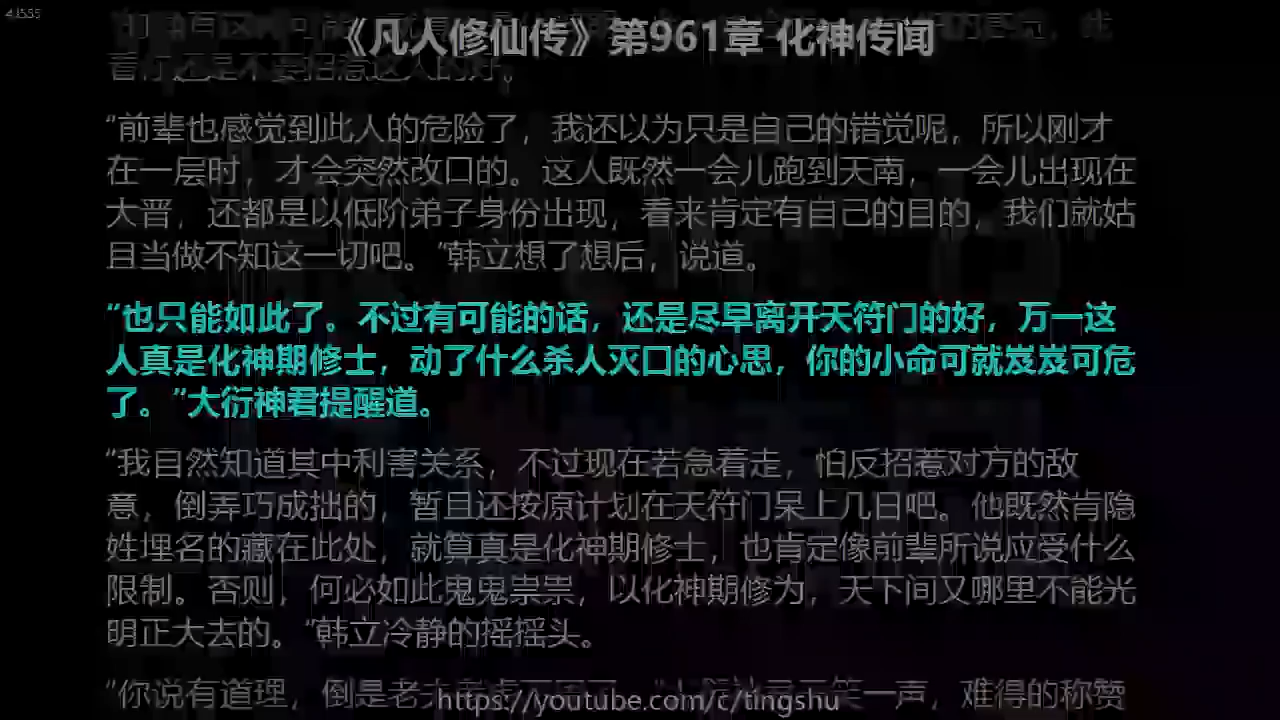 《凡人修仙传》第961章 化神传闻
看你还是不要招惹这人的好。
“前辈也感觉到此人的危险了，我还以为只是自己的错觉呢，所以刚才
在一层时，才会突然改口的。这人既然一会儿跑到天南，一会儿出现在
大晋，还都是以低阶弟子身份出现，看来肯定有自己的目的，我们就姑
且当做不知这一切吧。”韩立想了想后，说道。
“也只能如此了。不过有可能的话，还是尽早离开天符门的好，万一这
人真是化神期修士，动了什么杀人灭口的心思，你的小命可就岌岌可危
了。”大衍神君提醒道。
“我自然知道其中利害关系，不过现在若急着走，怕反招惹对方的敌
意，倒弄巧成拙的，暂且还按原计划在天符门呆上几日吧。他既然肯隐
姓埋名的藏在此处，就算真是化神期修士，也肯定像前辈所说应受什么
限制。否则，何必如此鬼鬼祟祟，以化神期修为，天下间又哪里不能光
明正大去的。”韩立冷静的摇摇头。
“你说有道理，倒是老夫 笑一声，难得的称赞
https://youtube.com/c/tingshu